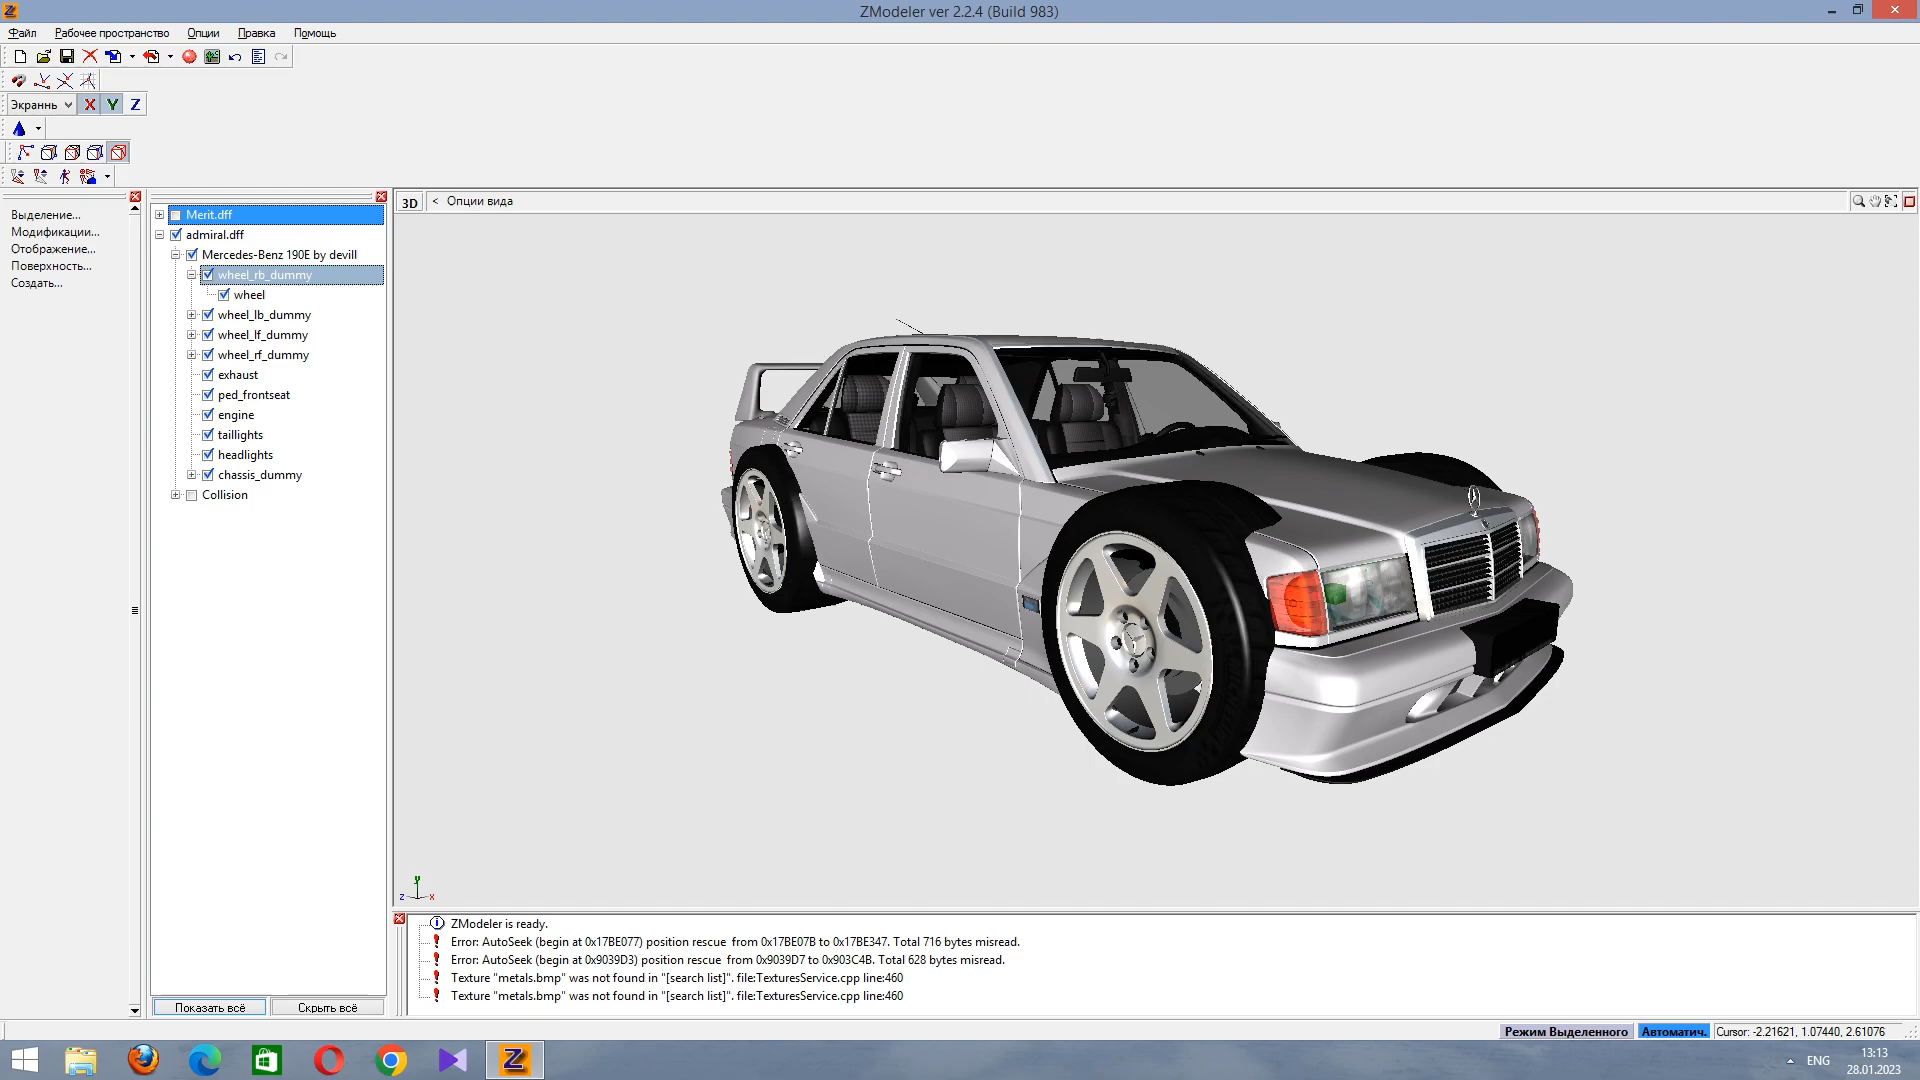 ZModeler ver 2.2.4 (Build 983)
Файл Рабочее пространство Опции Правка Помощь
Экраннь X Y Z
3D < Опции вида
Выделение...
Модификации...
Отображение...
Поверхность...
Создать...
Merit.dff
admiral.dff
Mercedes-Benz 190E by devill
wheel_rb_dummy
wheel
wheel_lb_dummy
wheel_lf_dummy
wheel_rf_dummy
exhaust
ped_frontseat
engine
taillights
headlights
chassis_dummy
Collision
Показать всё Скрыть всё
y
z x
ZModeler is ready.
Error: AutoSeek (begin at 0x17BE077) position rescue from 0x17BE07B to 0x17BE347. Total 716 bytes misread.
Error: AutoSeek (begin at 0x9039D3) position rescue from 0x9039D7 to 0x903C4B. Total 628 bytes misread.
Texture "metals.bmp" was not found in "[search list]". file:TexturesService.cpp line:460
Texture "metals.bmp" was not found in "[search list]". file:TexturesService.cpp line:460
Режим Выделенного Автоматич. Cursor: -2.21621, 1.07440, 2.61076
ENG
13:13
28.01.2023